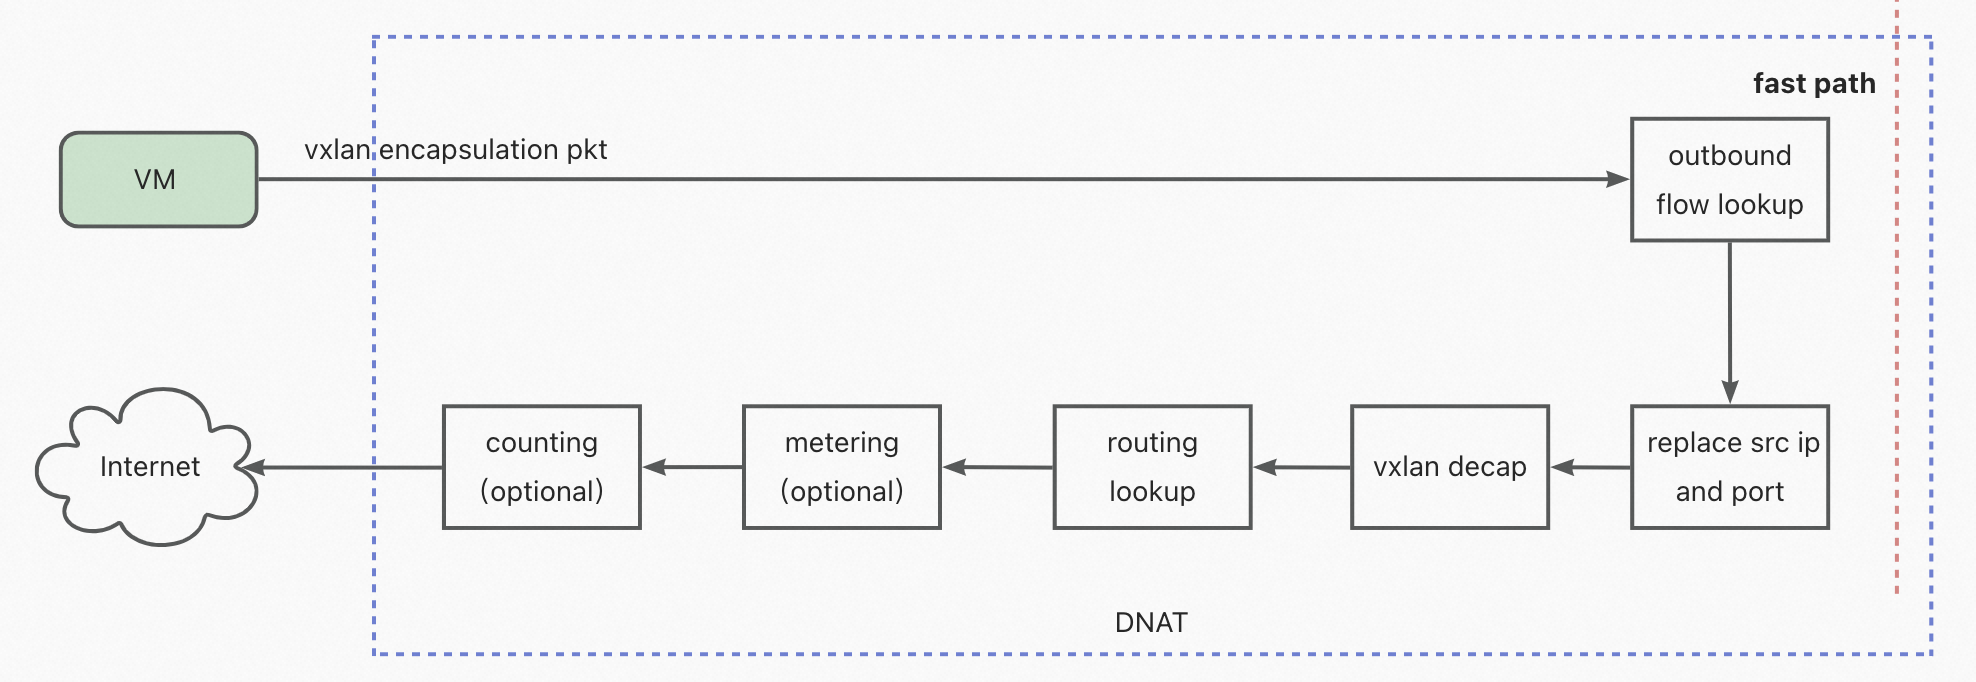 fast path
vxlan encapsulation pkt
VM
outbound
flow lookup
Internet
counting
(optional)
metering
(optional)
routing
lookup
vxlan decap
replace src ip
and port
DNAT